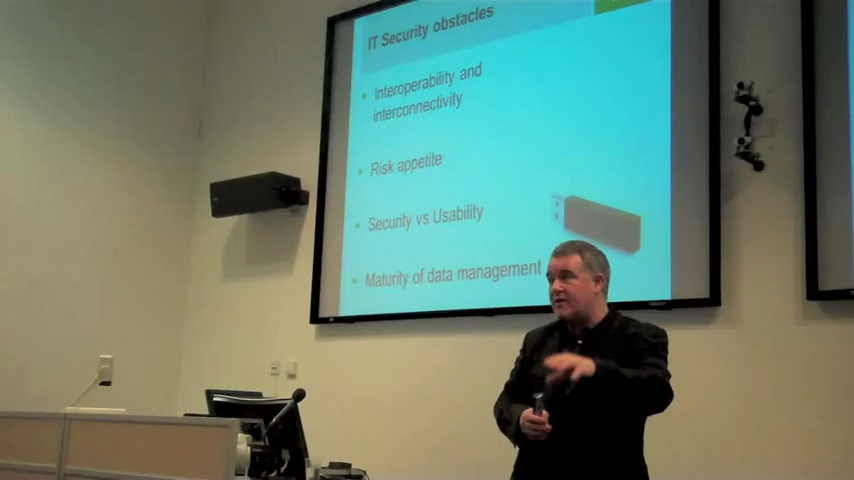 IT Security obstacles
Interoperability and
interconnectivity
Risk appetite
Security vs Usability
Maturity of data management